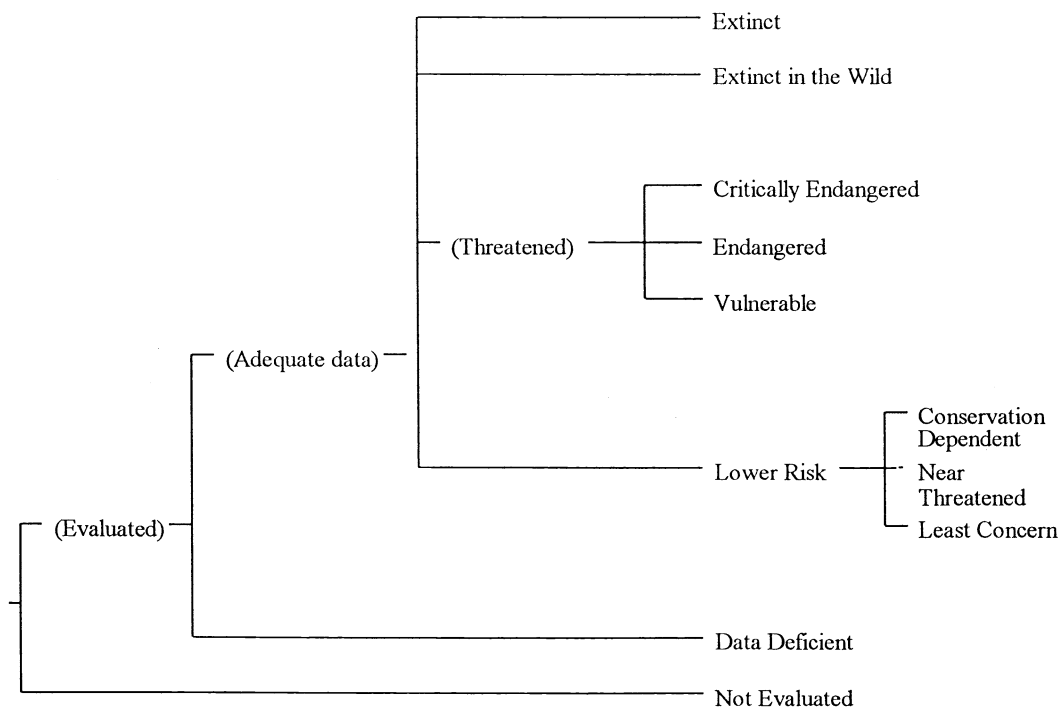 Extinct
Extinct in the Wild
Critically Endangered
(Threatened)
Endangered
Vulnerable
(Adequate data)
Conservation
Dependent
Lower Risk
Near
Threatened
Least Concern
(Evaluated)
Data Deficient
Not Evaluated